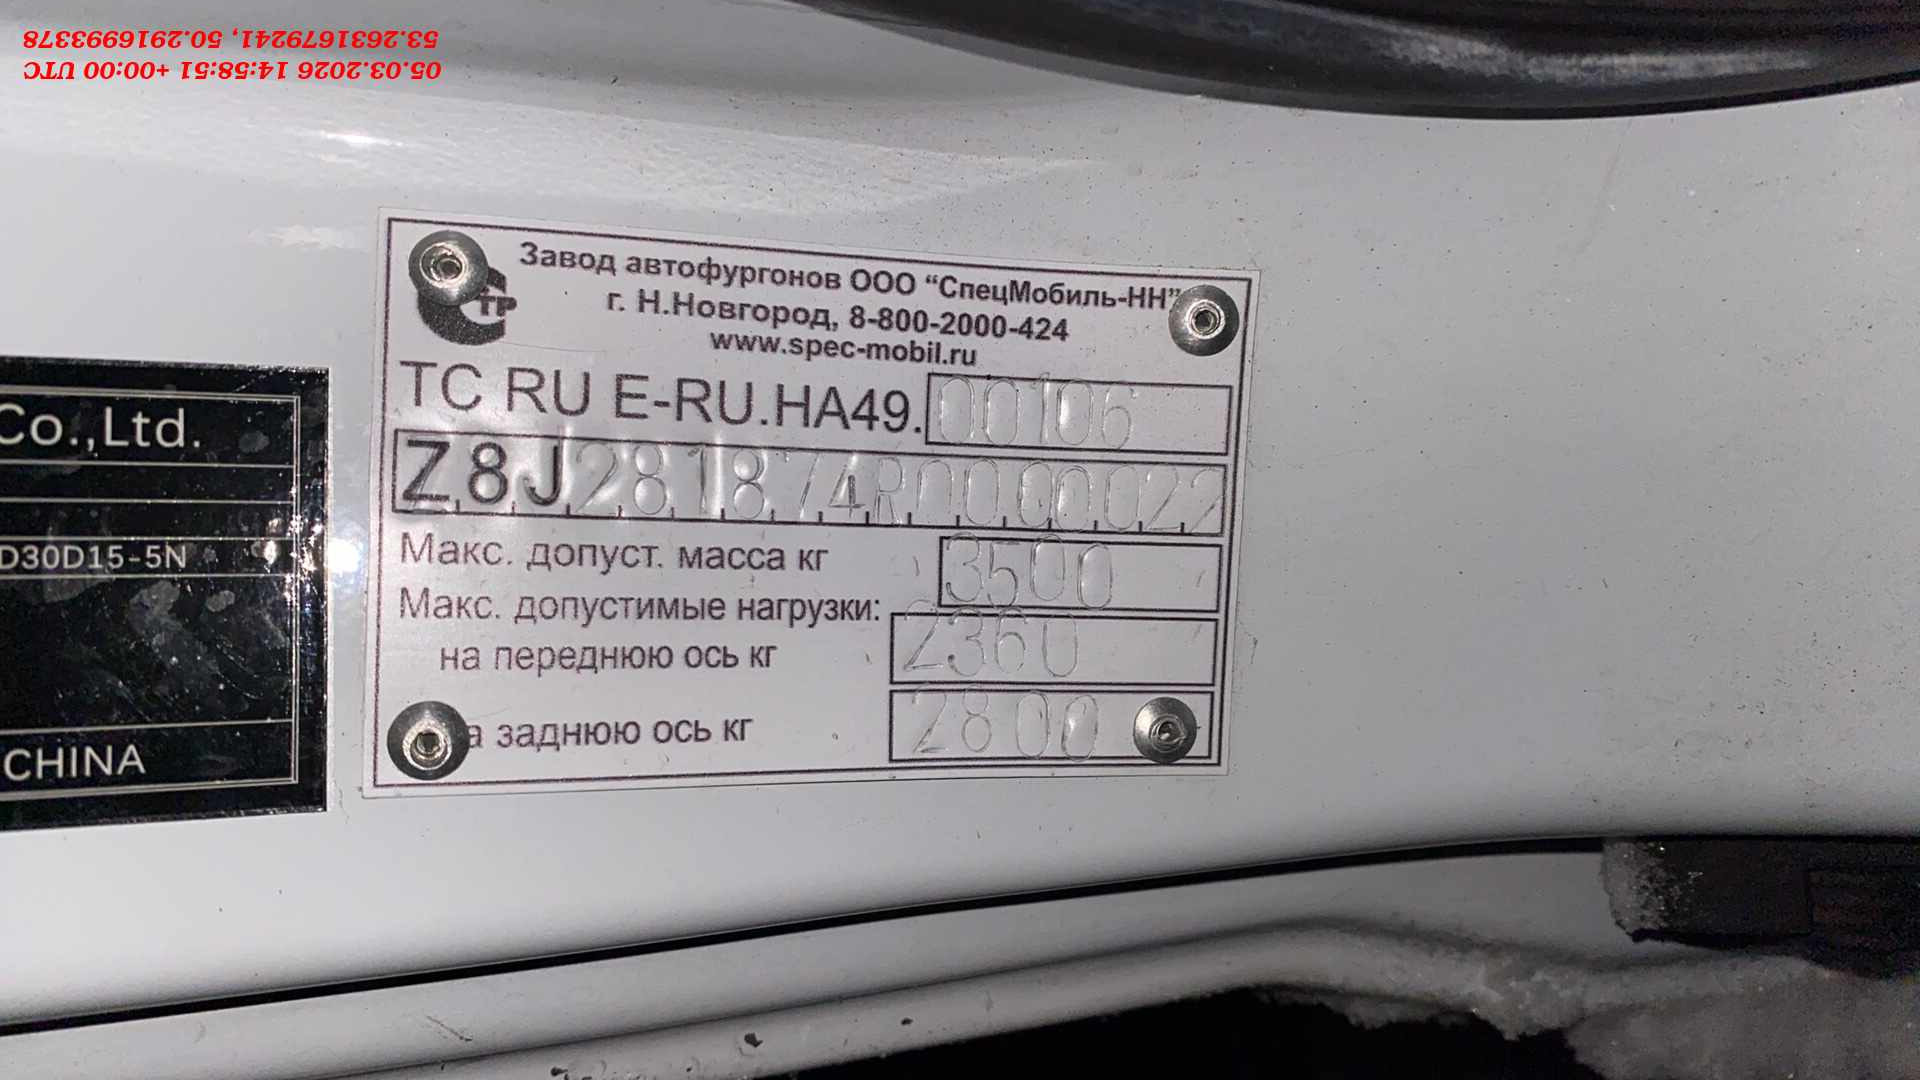 53.2631679241, 50.2916993378
05.03.2026 14:58:51 +00:00 UTC
Co.,Ltd.
D30D15-5N
CHINA
Завод автофургонов ООО “СпецМобиль-НН”
г. Н.Новгород, 8-800-2000-424
www.spec-mobil.ru
ТС RU E-RU.HA49. 00106
Z8J281874R0000022
Макс. допуст. масса кг 3500
Макс. допустимые нагрузки:
на переднюю ось кг 2360
на заднюю ось кг 2800